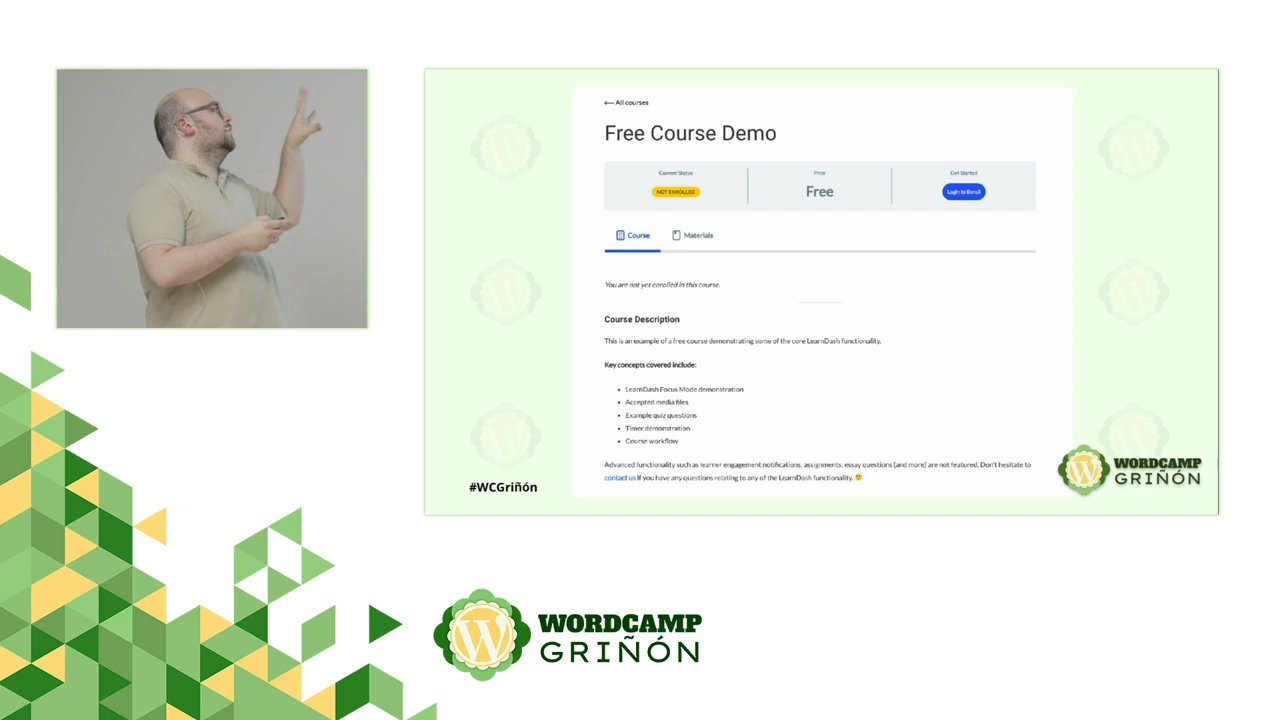 ← All courses
Free Course Demo
Current Status
Price
Get Started
NOT ENROLLED
Free
Login to Enroll
Course
Materials
You are not yet enrolled in this course.
Course Description
This is an example of a free course demonstrating some of the core LearnDash functionality.
Key concepts covered include:
• LearnDash Focus Mode demonstration
• Accepted media files
• Example quiz questions
• Timer demonstration
• Course workflow
Advanced functionality such as learner engagement notifications, assignments, essay questions (and more) are not featured. Don't hesitate to
contact us if you have any questions relating to any of the LearnDash functionality. 🙂
#WCGriñón
WORDCAMP
GRIÑÓN
WORDCAMP
GRIÑÓN